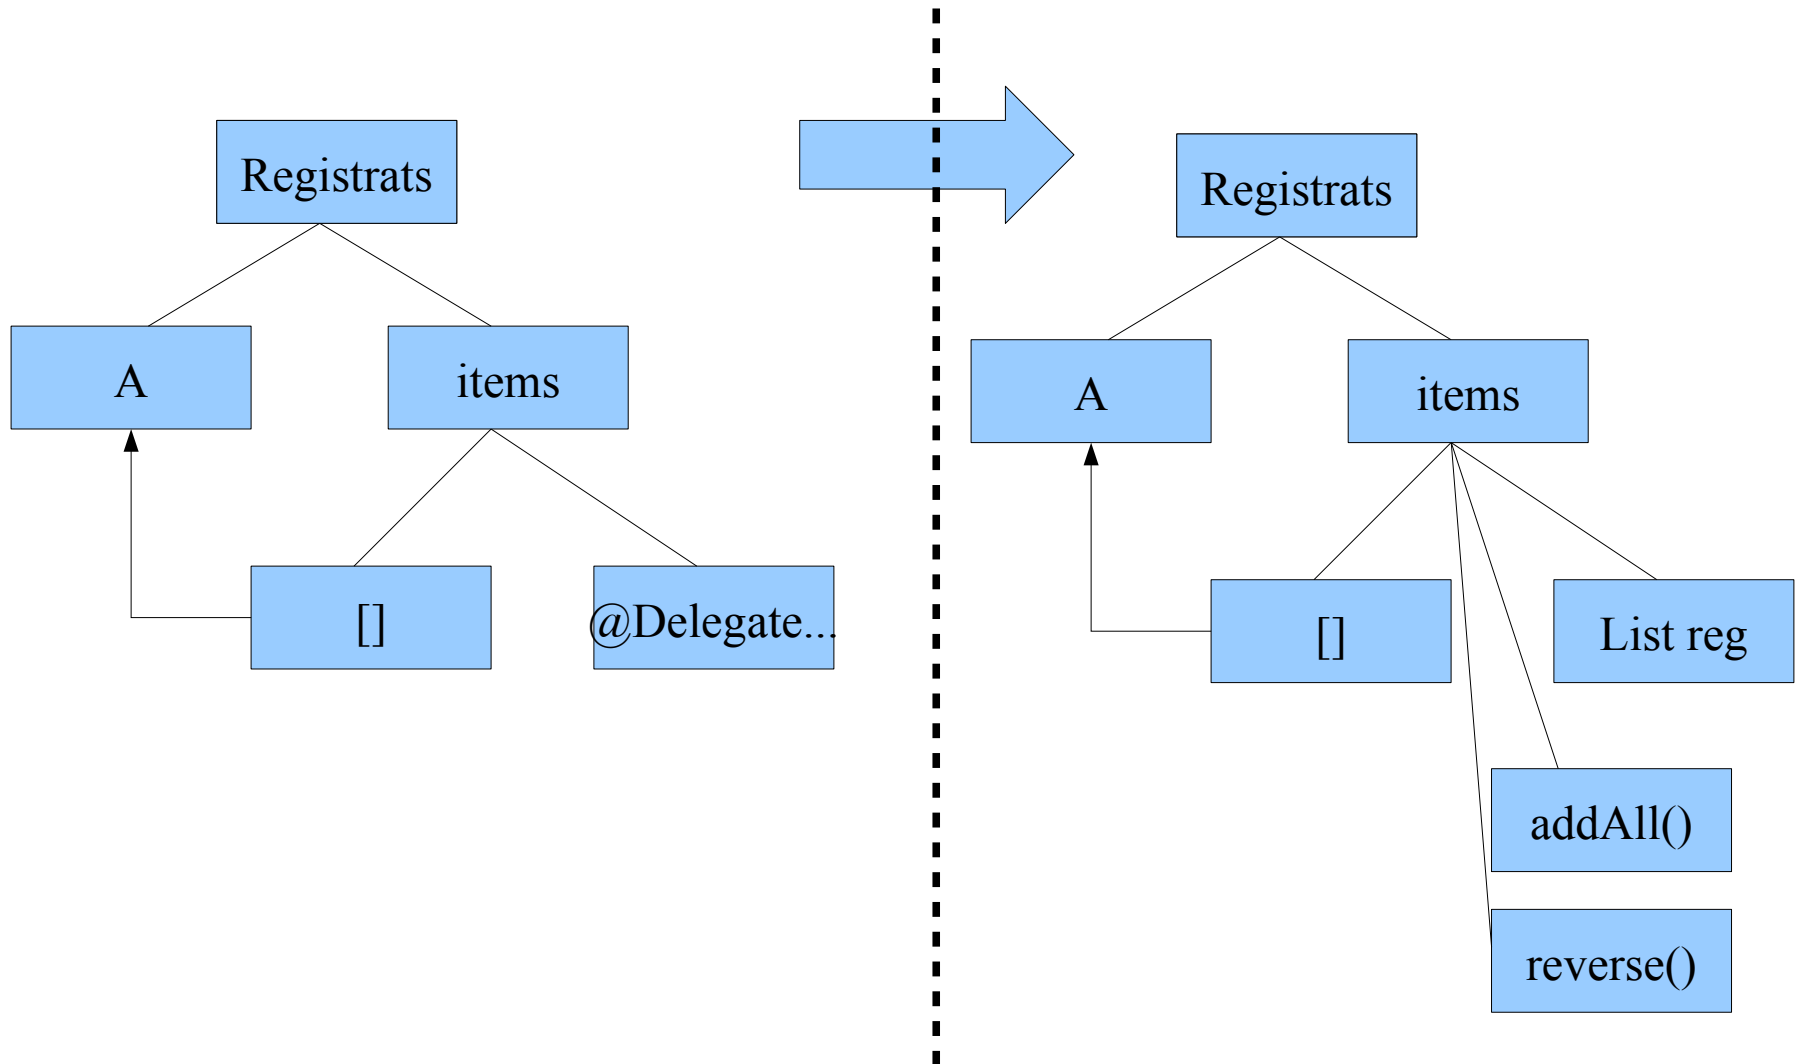 Registrats
A
items
[]
@Delegate...
Registrats
A
items
[]
List reg
addAll()
reverse()